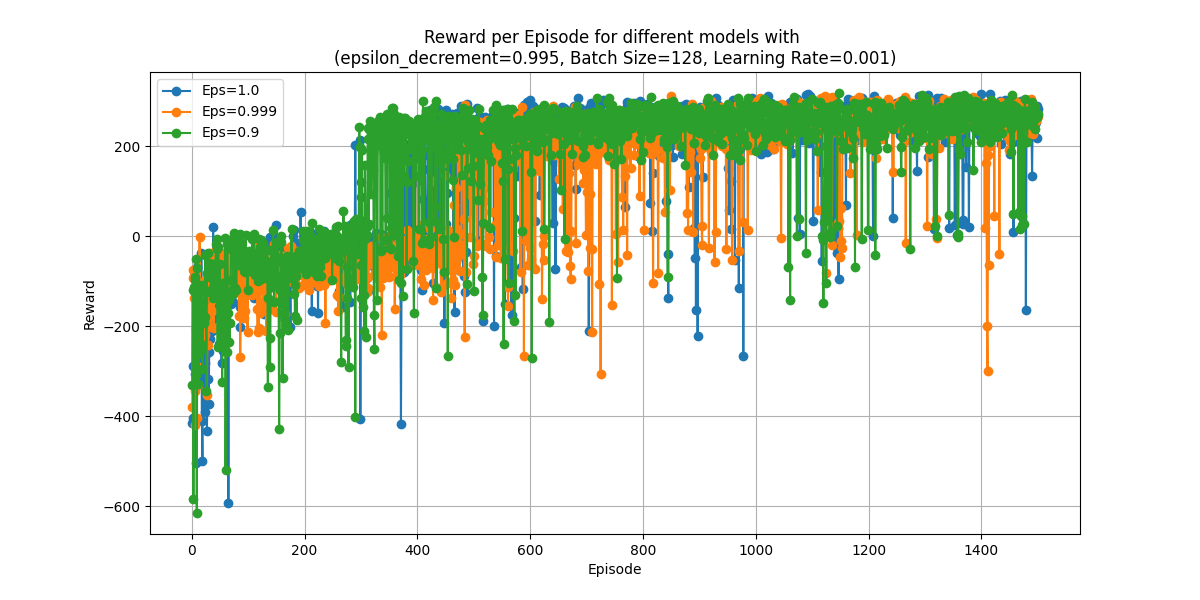 Reward per Episode for different models with
(epsilon_decrement=0.995, Batch Size=128, Learning Rate=0.001)
Eps=1.0
Eps=0.999
Eps=0.9
Reward
200
0
−200
−400
−600
0 200 400 600 800 1000 1200 1400
Episode